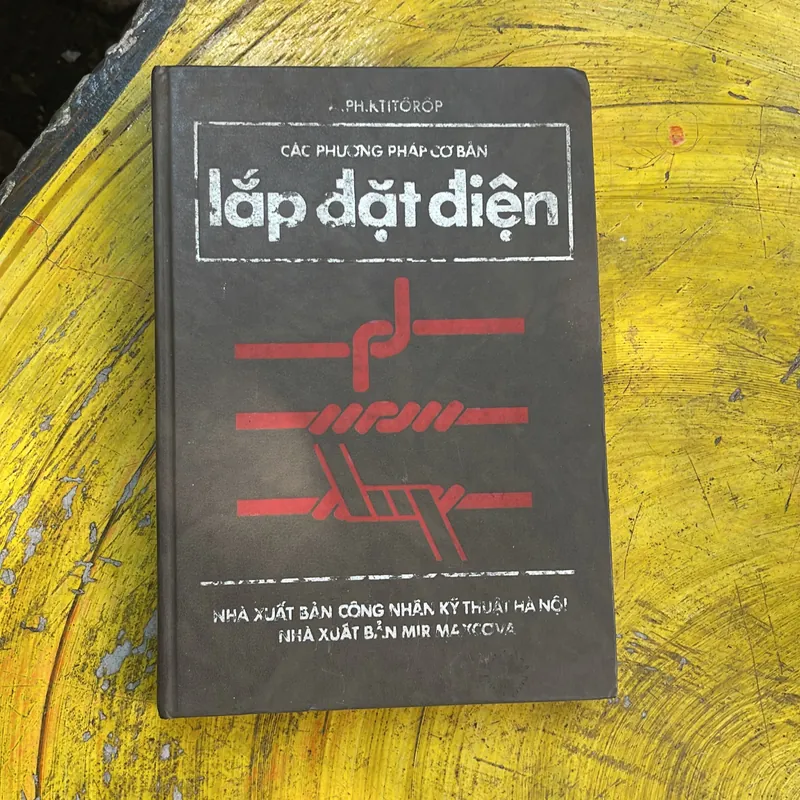 .PH.KTITÔRÔP
CÁC PHƯƠNG PHÁP CƠ BẢN
lắp đặt điện
NHÀ XUẤT BẢN CÔNG NHÂN KỸ THUẬT HÀ NỘI
NHÀ XUẤT BẢN MIR MAXCOVA